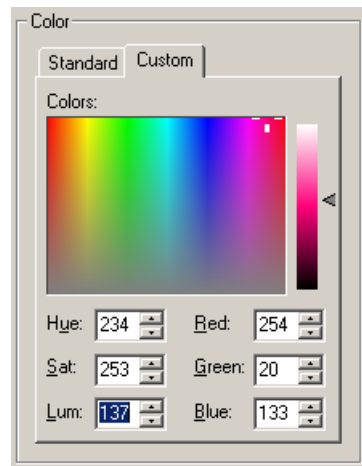 Color
Standard Custom
Colors:
Hue: 234 Red: 254
Sat: 253 Green: 20
Lum: 137 Blue: 133